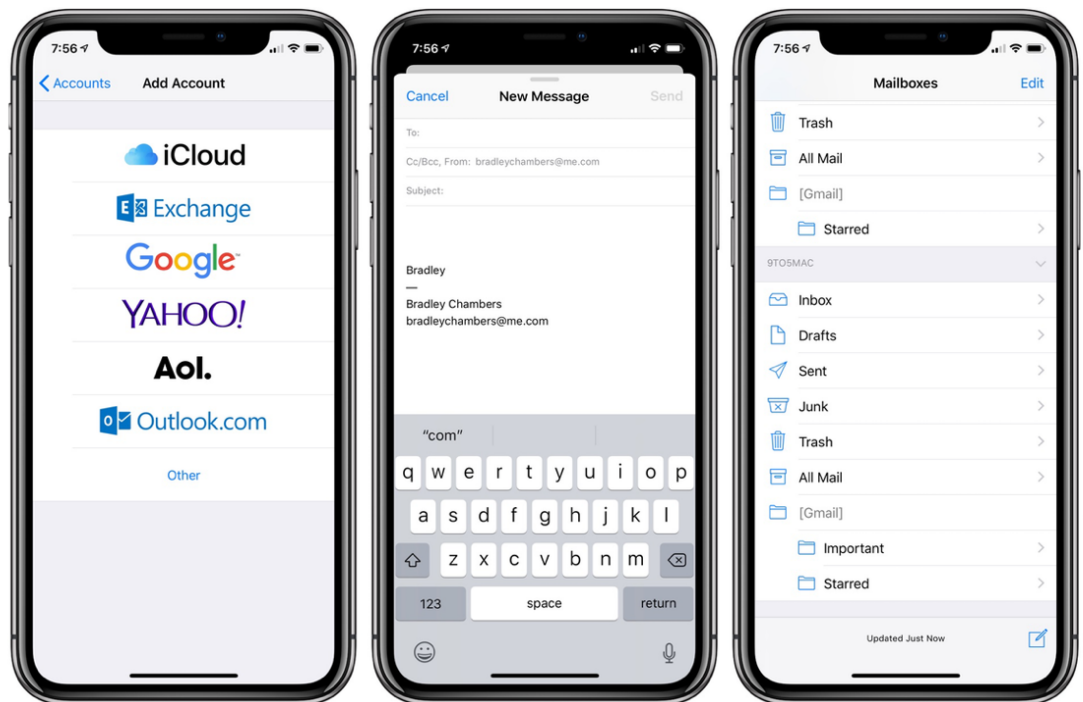 7:56
Accounts
Add Account
iCloud
Exchange
Google
YAHOO!
Aol.
Outlook.com
Other
7:56
Cancel
New Message
Send
To:
Cc/Bcc, From: bradleychambers@me.com
Subject:
Bradley
—
Bradley Chambers
bradleychambers@me.com
“com”
q w e r t y u i o p
a s d f g h j k l
z x c v b n m
123 space return
7:56
Mailboxes
Edit
Trash
All Mail
[Gmail]
Starred
9TO5MAC
Inbox
Drafts
Sent
Junk
Trash
All Mail
[Gmail]
Important
Starred
Updated Just Now